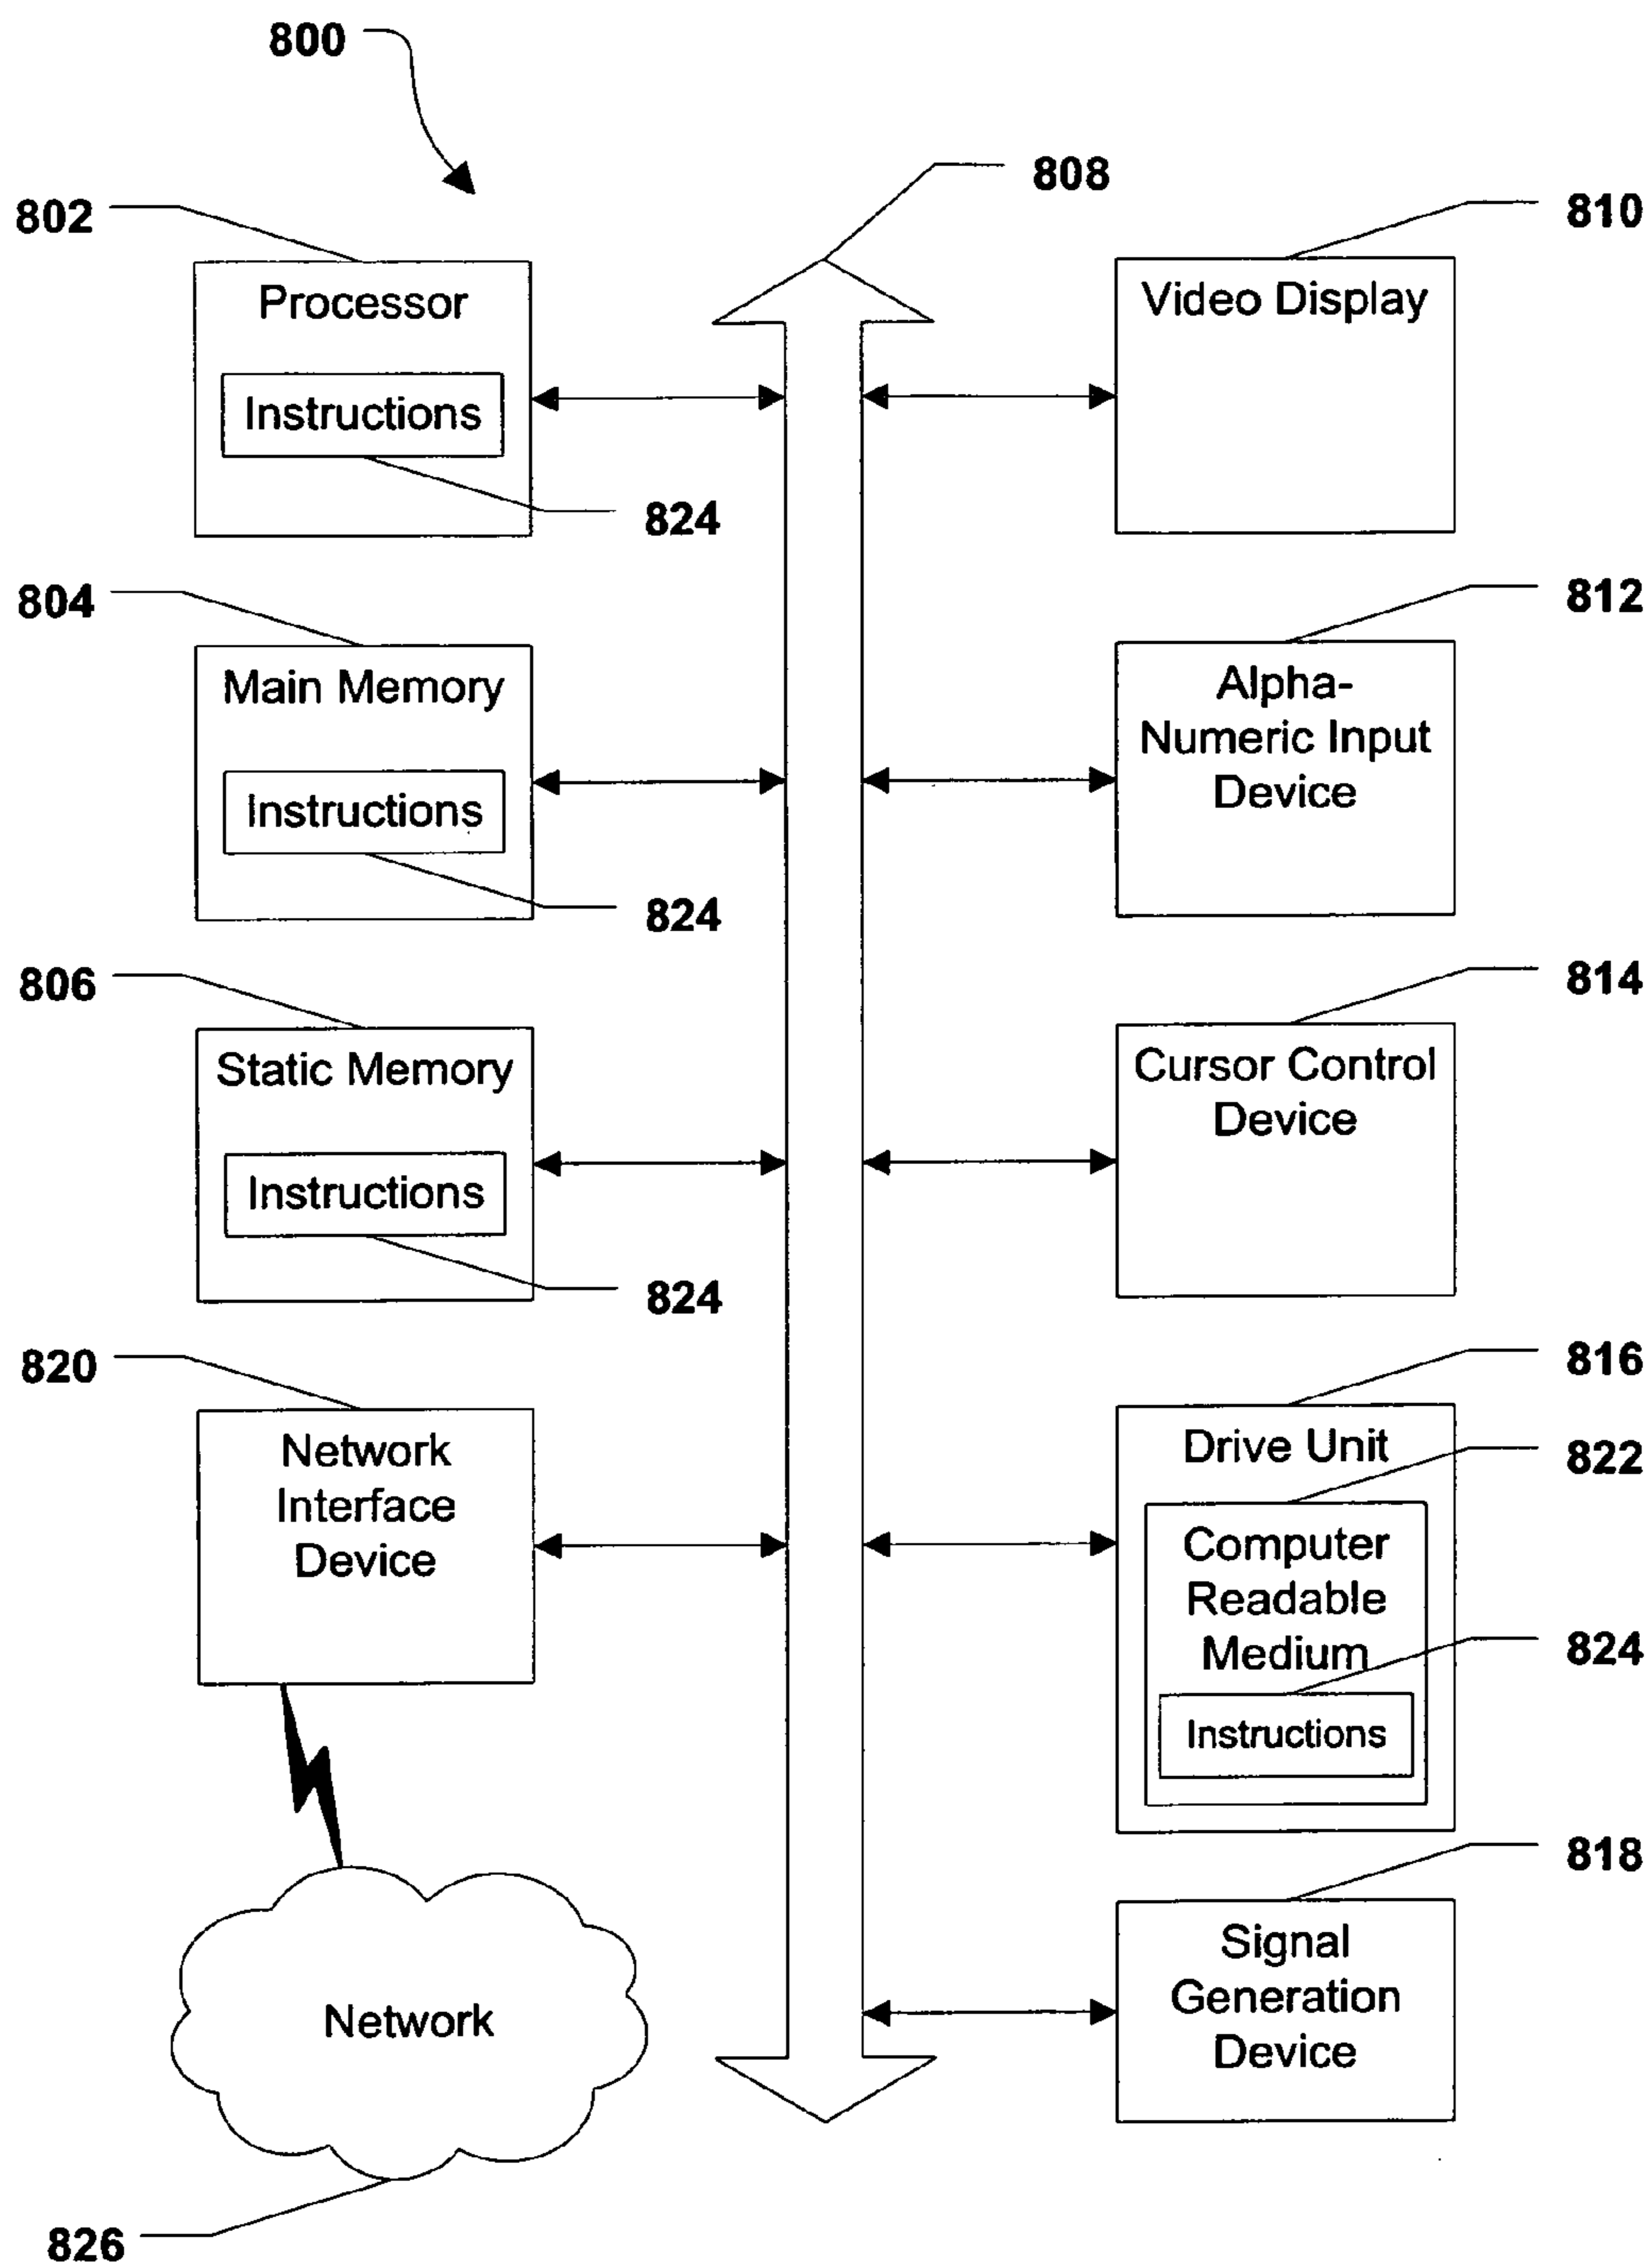 800
808
802
810
Processor
Video Display
Instructions
824
804
812
Main Memory
Alpha-
Numeric Input
Device
Instructions
824
806
814
Static Memory
Cursor Control
Device
Instructions
824
820
816
Network
Interface
Device
Drive Unit
822
Computer
Readable
Medium
824
Instructions
818
Signal
Generation
Device
Network
826